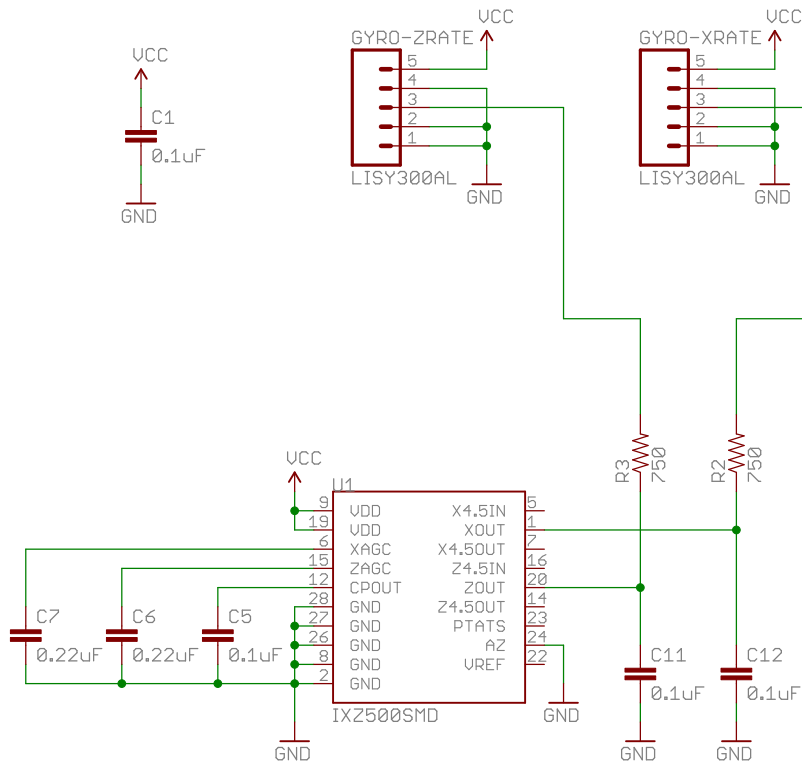 VCC
VCC
GYRO-ZRATE
GYRO-XRATE
VCC
5
4
3
2
1
5
4
3
2
1
C1
0.1uF
LISY300AL
LISY300AL
GND
GND
GND
R3
750
R2
750
VCC
U1
9 VDD X4.5IN 5
19 VDD XOUT 1
6 XAGC X4.5OUT 7
15 ZAGC Z4.5IN 16
12 CPOUT ZOUT 20
28 GND Z4.5OUT 14
27 GND PTATS 23
26 GND AZ 24
8 GND VREF 22
2 GND
C7
0.22uF
C6
0.22uF
C5
0.1uF
C11
0.1uF
C12
0.1uF
IXZ500SMD
GND
GND
GND
GND